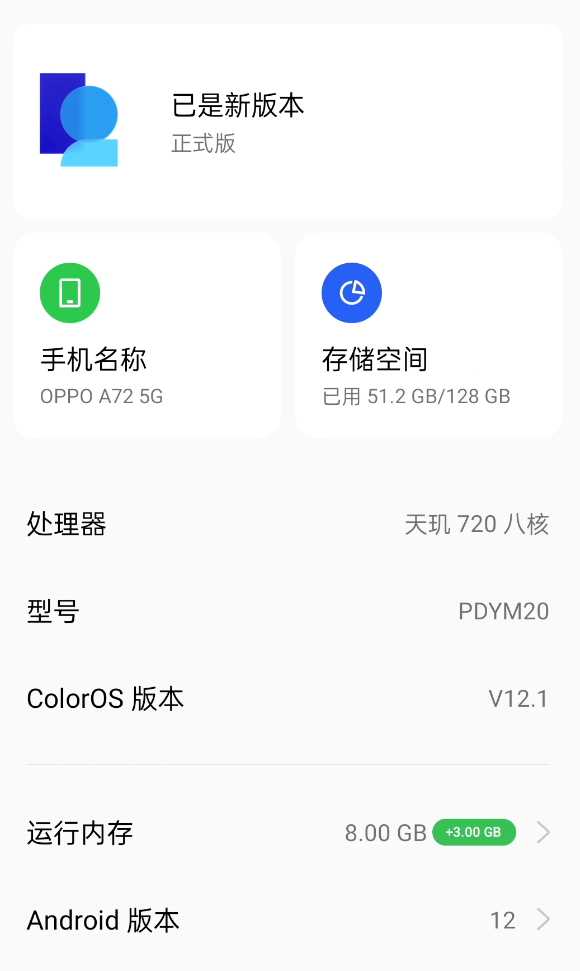 已是新版本
正式版
手机名称
OPPO A72 5G
存储空间
已用 51.2 GB/128 GB
处理器
天玑 720 八核
型号
PDYM20
ColorOS 版本
V12.1
运行内存
8.00 GB +3.00 GB
Android 版本
12